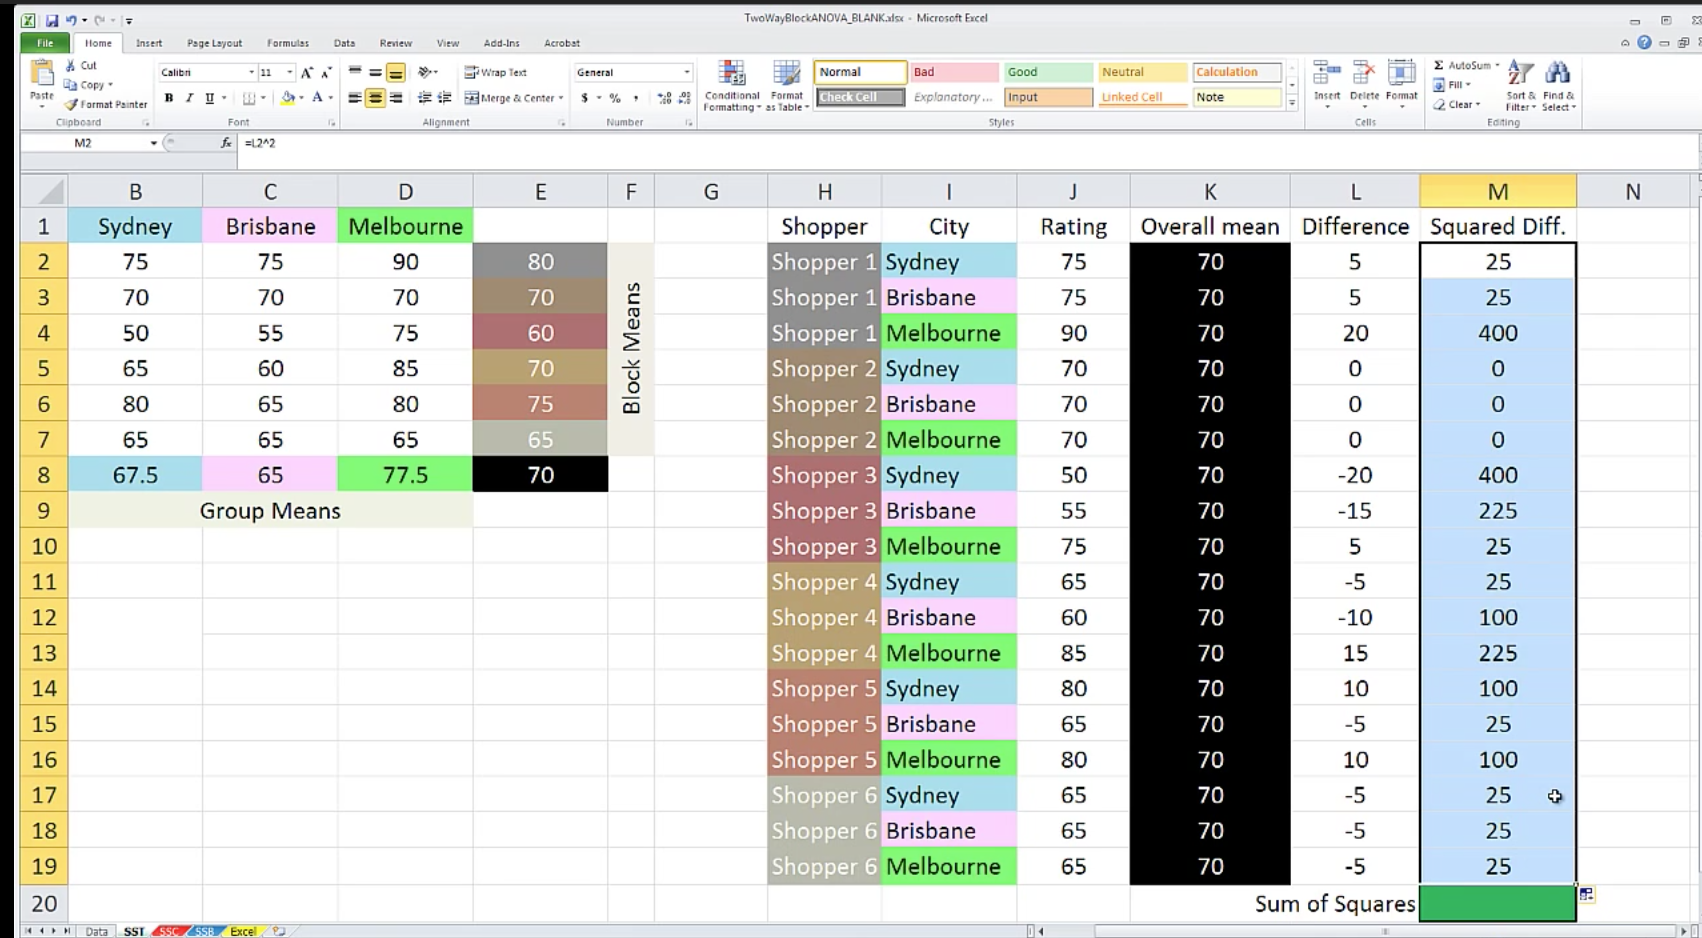 TwoWayBlockANOVA_BLANK.xlsx - Microsoft Excel
File Home Insert Page Layout Formulas Data Review View Add-Ins Acrobat
Paste Cut Calibri 11 Wrap Text General Conditional Formatting Format as Table Normal Bad Good Neutral Calculation Insert Delete Format AutoSum Sort & Filter Find & Select
Copy Fill
Format Painter B I U Merge & Center $ % , Check Cell Explanatory ... Input Linked Cell Note Clear
Clipboard Font Alignment Number Styles Cells Editing
M2 fx =L2^2
B C D E F G H I J K L M N
1 Sydney Brisbane Melbourne Shopper City Rating Overall mean Difference Squared Diff.
2 75 75 90 80 Shopper 1 Sydney 75 70 5 25
3 70 70 70 70 Shopper 1 Brisbane 75 70 5 25
4 50 55 75 60 Shopper 1 Melbourne 90 70 20 400
5 65 60 85 70 Shopper 2 Sydney 70 70 0 0
6 80 65 80 75 Shopper 2 Brisbane 70 70 0 0
7 65 65 65 65 Shopper 2 Melbourne 70 70 0 0
Block Means
8 67.5 65 77.5 70 Shopper 3 Sydney 50 70 -20 400
9 Group Means Shopper 3 Brisbane 55 70 -15 225
10 Shopper 3 Melbourne 75 70 5 25
11 Shopper 4 Sydney 65 70 -5 25
12 Shopper 4 Brisbane 60 70 -10 100
13 Shopper 4 Melbourne 85 70 15 225
14 Shopper 5 Sydney 80 70 10 100
15 Shopper 5 Brisbane 65 70 -5 25
16 Shopper 5 Melbourne 80 70 10 100
17 Shopper 6 Sydney 65 70 -5 25
18 Shopper 6 Brisbane 65 70 -5 25
19 Shopper 6 Melbourne 65 70 -5 25
20 Sum of Squares
Data SST SSC SSB Excel